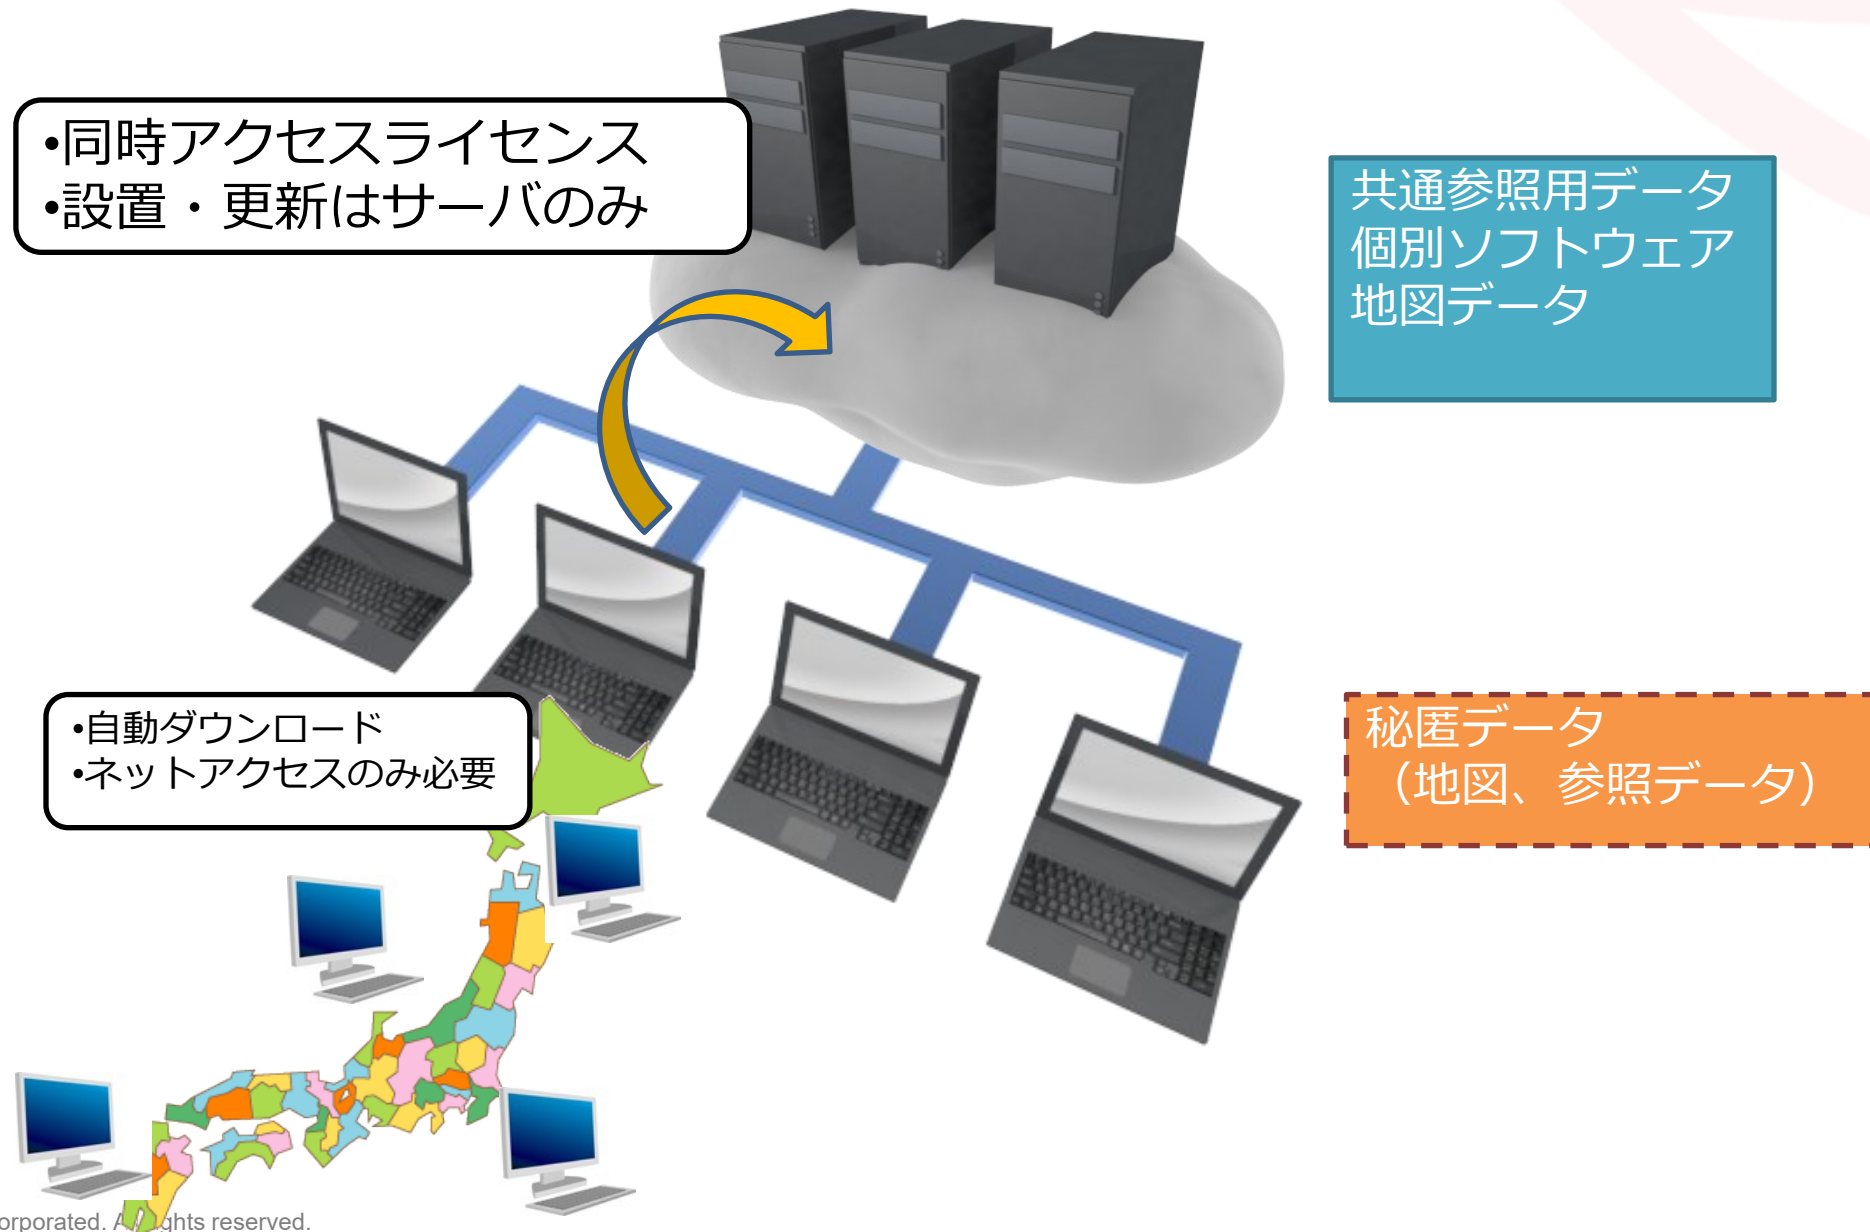 •同時アクセスライセンス
•設置・更新はサーバのみ
共通参照用データ
個別ソフトウェア
地図データ
秘匿データ
（地図、参照データ）
•自動ダウンロード
•ネットアクセスのみ必要
reserved.